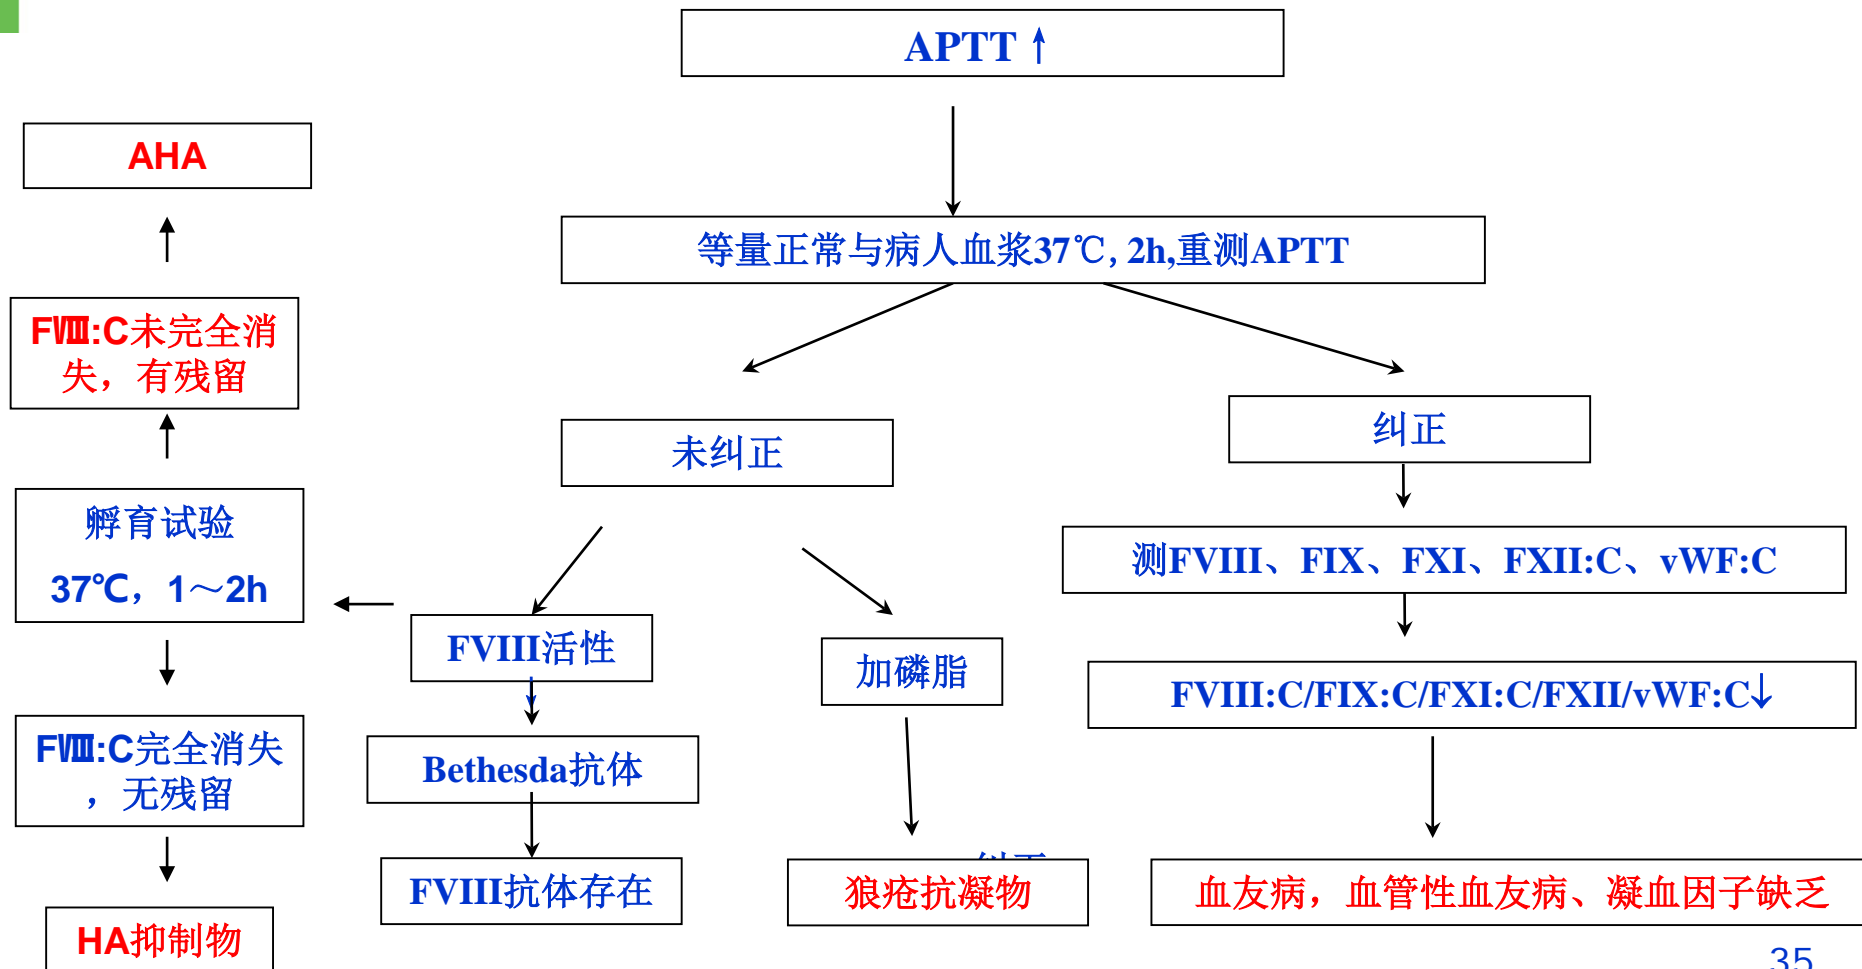 APTT↑
AHA
等量正常与病人血浆37℃, 2h,重测APTT
FⅧ:C未完全消
失，有残留
未纠正
纠正
孵育试验
37℃，1～2h
测FVIII、FIX、FXI、FXII:C、vWF:C
FVIII活性
↓
加磷脂
FVIII:C/FIX:C/FXI:C/FXII/vWF:C↓
FⅧ:C完全消失
，无残留
Bethesda抗体
FVIII抗体存在
纠正
狼疮抗凝物
血友病，血管性血友病、凝血因子缺乏
HA抑制物
35